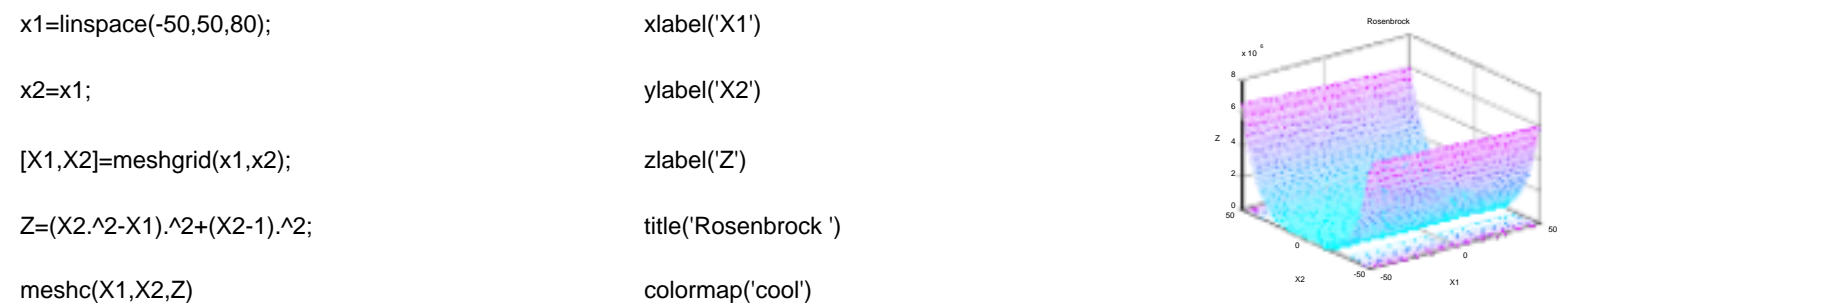 x1=linspace(-50,50,80);
x2=x1;
[X1,X2]=meshgrid(x1,x2);
Z=(X2.^2-X1).^2+(X2-1).^2;
meshc(X1,X2,Z)
xlabel('X1')
ylabel('X2')
zlabel('Z')
title('Rosenbrock ')
colormap('cool')
Rosenbrock
x 10 6
8
6
Z
4
2
0
50
0
-50
X2
-50
0
50
X1